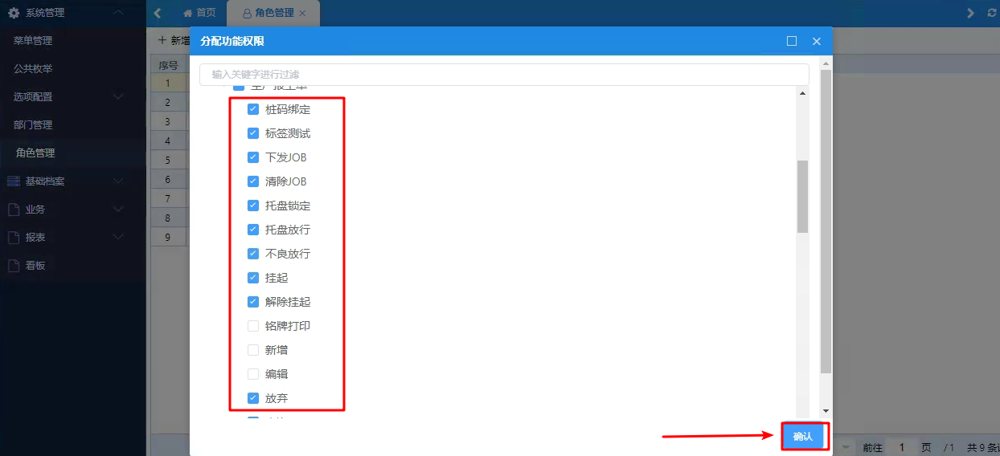 系统管理
首页
角色管理
菜单管理
公共枚举
选项配置
部门管理
角色管理
基础档案
业务
报表
看板
新增
序号
1
2
3
4
5
6
7
8
9
分配功能权限
输入关键字进行过滤
生产报工单
桩码绑定
标签测试
下发JOB
清除JOB
托盘锁定
托盘放行
不良放行
挂起
解除挂起
铭牌打印
新增
编辑
放弃
确认
前往 1 页 / 1 共 9 条